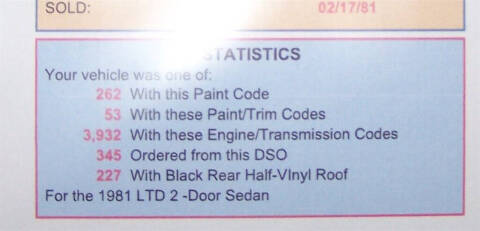 SOLD: 02/17/81
STATISTICS
Your vehicle was one of:
262 With this Paint Code
53 With these Paint/Trim Codes
3,932 With these Engine/Transmission Codes
345 Ordered from this DSO
227 With Black Rear Half-VInyl Roof
For the 1981 LTD 2 -Door Sedan